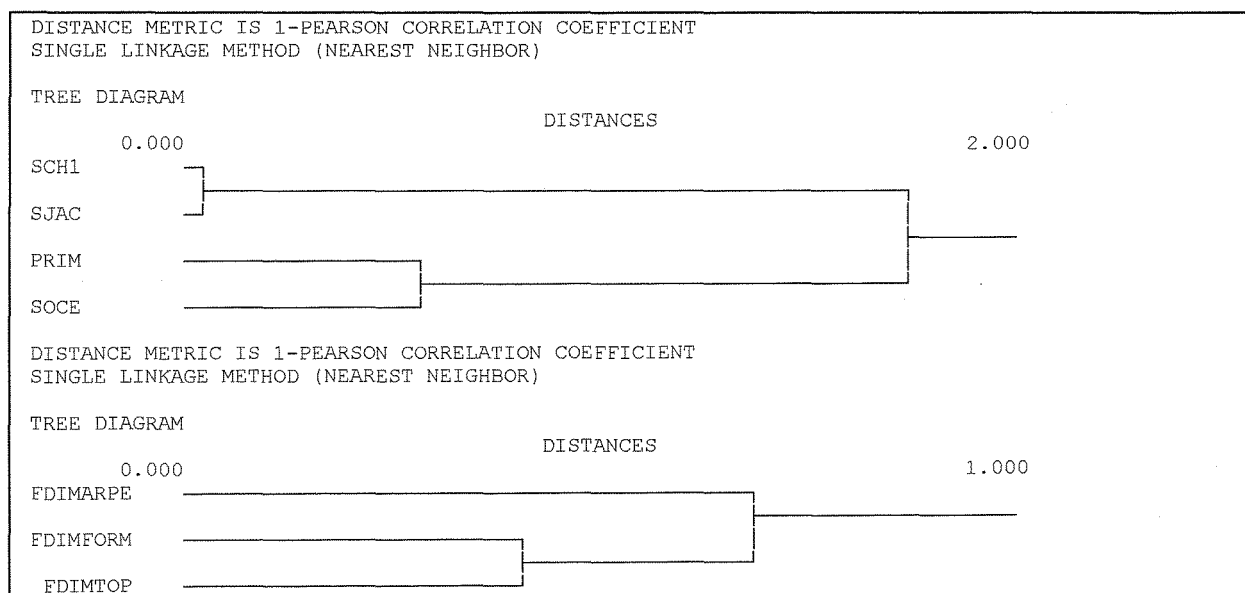 DISTANCE METRIC IS 1-PEARSON CORRELATION COEFFICIENT
SINGLE LINKAGE METHOD (NEAREST NEIGHBOR)
TREE DIAGRAM
DISTANCES
0.000 2.000
SCH1
SJAC
PRIM
SOCE
DISTANCE METRIC IS 1-PEARSON CORRELATION COEFFICIENT
SINGLE LINKAGE METHOD (NEAREST NEIGHBOR)
TREE DIAGRAM
DISTANCES
0.000 1.000
FDIMARPE
FDIMFORM
FDIMTOP